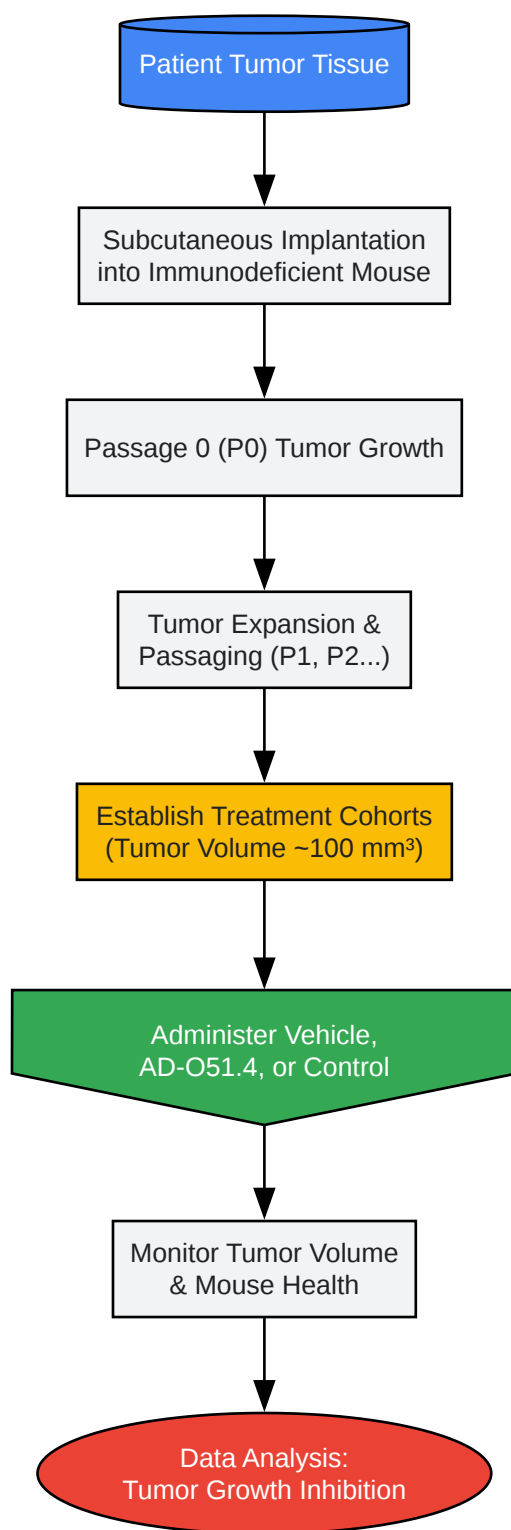 Patient Tumor Tissue
Subcutaneous Implantation
into Immunodeficient Mouse
Passage 0 (P0) Tumor Growth
Tumor Expansion &
Passaging (P1, P2...)
Establish Treatment Cohorts
(Tumor Volume ~100 mm³)
Administer Vehicle,
AD-O51.4, or Control
Monitor Tumor Volume
& Mouse Health
Data Analysis:
Tumor Growth Inhibition